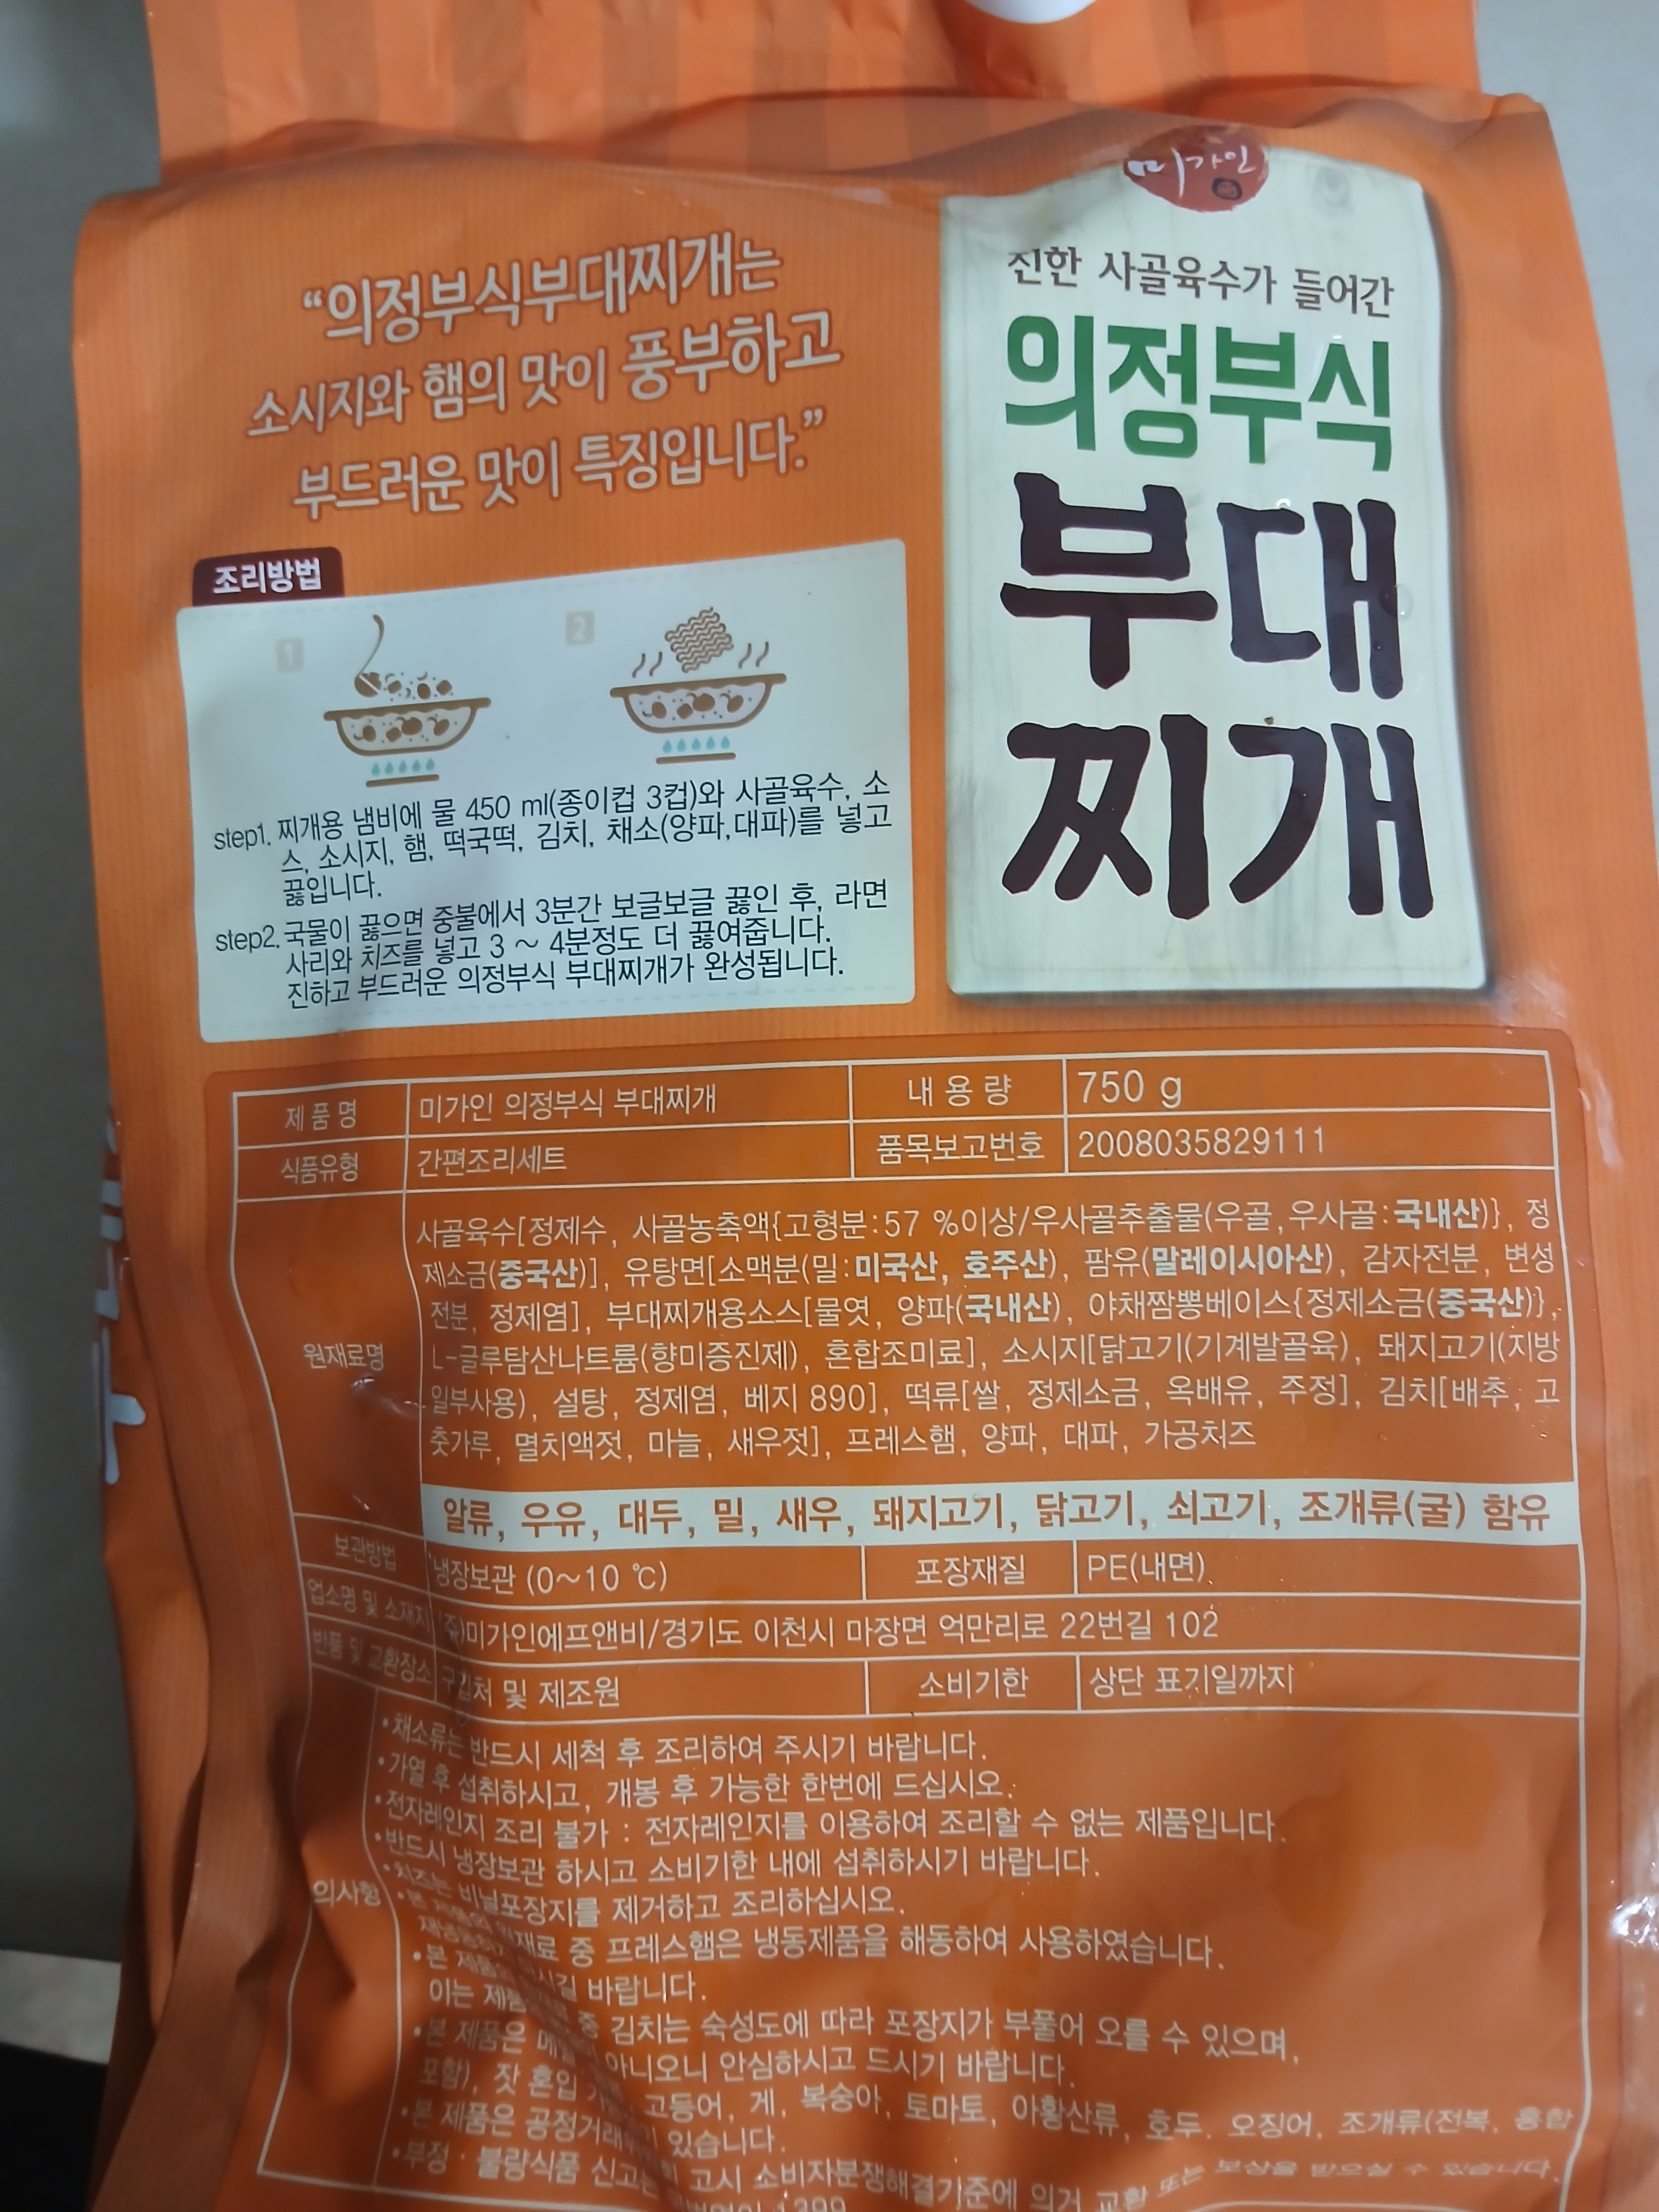 미가인
진한 사골육수가 들어간
의정부식
부대
찌개
“의정부식부대찌개는
소시지와 햄의 맛이 풍부하고
부드러운 맛이 특징입니다.”
조리방법
1
2
step1. 찌개용 냄비에 물 450 ml(종이컵 3컵)와 사골육수, 소
스, 소시지, 햄, 떡국떡, 김치, 채소(양파,대파)를 넣고
끓입니다.
step2. 국물이 끓으면 중불에서 3분간 보글보글 끓인 후, 라면
사리와 치즈를 넣고 3 ~ 4분정도 더 끓여줍니다.
진하고 부드러운 의정부식 부대찌개가 완성됩니다.
제품명 미가인 의정부식 부대찌개 내용량 750 g
식품유형 간편조리세트 품목보고번호 2008035829111
원재료명
사골육수[정제수, 사골농축액{고형분:57 %이상/우사골추출물(우골,우사골:국내산)}, 정
제소금(중국산)], 유탕면[소맥분(밀:미국산, 호주산), 팜유(말레이시아산), 감자전분, 변성
전분, 정제염], 부대찌개용소스[물엿, 양파(국내산), 야채짬뽕베이스{정제소금(중국산)},
L-글루탐산나트륨(향미증진제), 혼합조미료], 소시지[닭고기(기계발골육), 돼지고기(지방
일부사용), 설탕, 정제염, 베지 890], 떡류[쌀, 정제소금, 옥배유, 주정], 김치[배추, 고
춧가루, 멸치액젓, 마늘, 새우젓], 프레스햄, 양파, 대파, 가공치즈
알류, 우유, 대두, 밀, 새우, 돼지고기, 닭고기, 쇠고기, 조개류(굴) 함유
보관방법 냉장보관 (0~10 ℃) 포장재질 PE(내면)
업소명 및 소재지 (주)미가인에프앤비/경기도 이천시 마장면 억만리로 22번길 102
반품 및 교환장소 구입처 및 제조원 소비기한 상단 표기일까지
의사항
•채소류는 반드시 세척 후 조리하여 주시기 바랍니다.
•가열 후 섭취하시고, 개봉 후 가능한 한번에 드십시오.
•전자레인지 조리 불가 : 전자레인지를 이용하여 조리할 수 없는 제품입니다.
•반드시 냉장보관 하시고 소비기한 내에 섭취하시기 바랍니다.
•치즈는 비닐포장지를 제거하고 조리하십시오.
•본 중 프레스햄은 냉동제품을 해동하여 사용하였습니다.
바랍니다.
•본 중 김치는 숙성도에 따라 포장지가 부풀어 오를 수 있으며,
이는 아니오니 안심하시고 드시기 바랍니다.
•본 제품은 고등어, 게, 복숭아, 토마토, 아황산류, 호두, 오징어, 조개류(전복, 홍합
포함), 잣 혼입 있습니다.
•본 제품은 고시 소비자분쟁해결기준에 의거 교환 또는 보상을 받으실 수 있습니다.
•부정·불량식품 신고는 1399